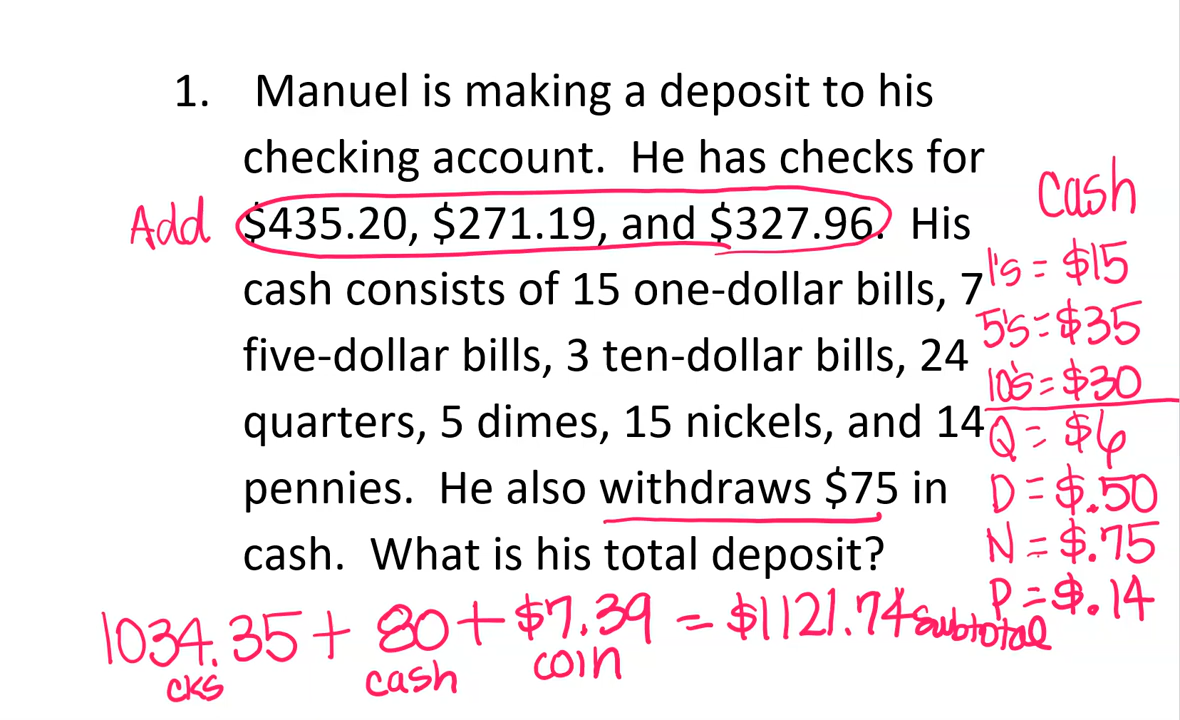 1. Manuel is making a deposit to his
checking account. He has checks for
Add $435.20, $271.19, and $327.96. His
cash consists of 15 one-dollar bills, 7
five-dollar bills, 3 ten-dollar bills, 24
quarters, 5 dimes, 15 nickels, and 14
pennies. He also withdraws $75 in
cash. What is his total deposit?
Cash
1's = $15
5's = $35
10's = $30
Q = $6
D = $.50
N = $.75
P = $.14
1034.35 + 80 + $7.39 = $1121.74 subtotal
cks cash coin